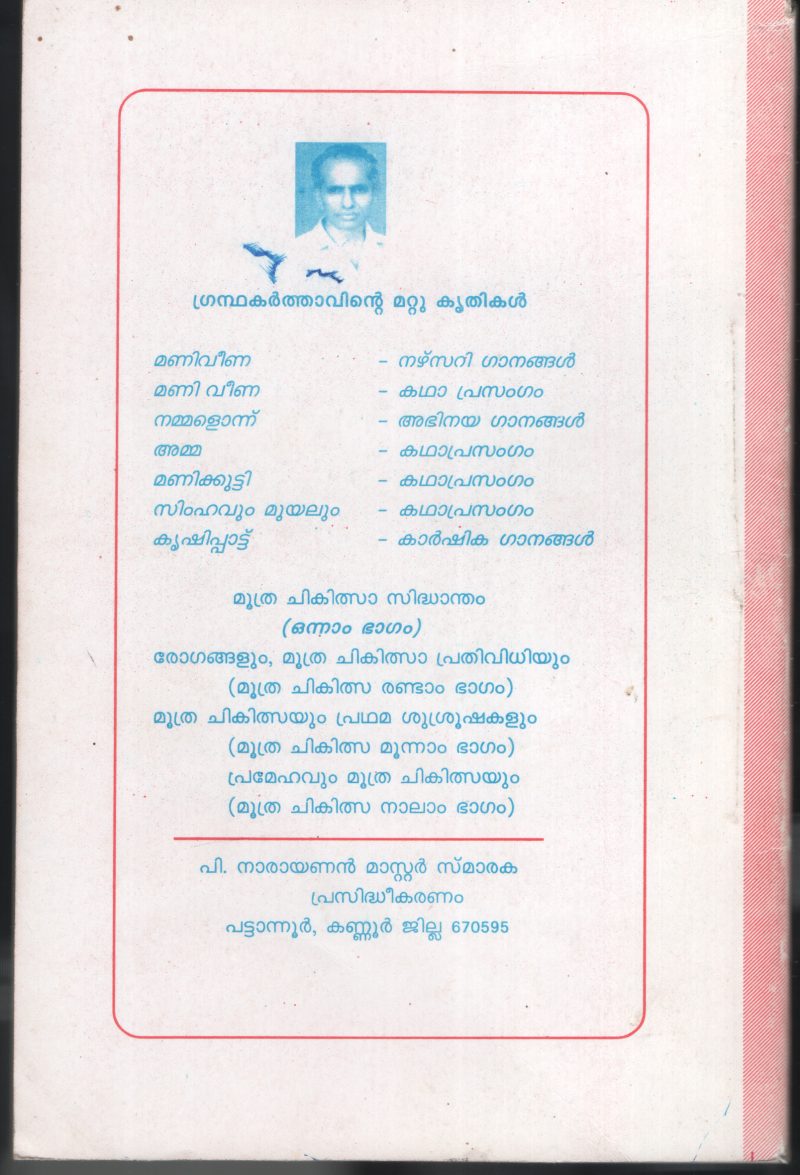 ഗ്രന്ഥകർത്താവിന്റെ മറ്റു കൃതികൾ
മണിവീണ – നഴ്സറി ഗാനങ്ങൾ
മണി വീണ – കഥാ പ്രസംഗം
നമ്മളൊന്ന് – അഭിനയ ഗാനങ്ങൾ
അമ്മ – കഥാപ്രസംഗം
മണിക്കുട്ടി – കഥാപ്രസംഗം
സിംഹവും മുയലും – കഥാപ്രസംഗം
കൃഷിപ്പാട്ട് – കാർഷിക ഗാനങ്ങൾ
മൂത്ര ചികിത്സാ സിദ്ധാന്തം
(ഒന്നാം ഭാഗം)
രോഗങ്ങളും, മൂത്ര ചികിത്സാ പ്രതിവിധിയും
(മൂത്ര ചികിത്സ രണ്ടാം ഭാഗം)
മൂത്ര ചികിത്സയും പ്രഥമ ശുശ്രൂഷകളും
(മൂത്ര ചികിത്സ മൂന്നാം ഭാഗം)
പ്രമേഹവും മൂത്ര ചികിത്സയും
(മൂത്ര ചികിത്സ നാലാം ഭാഗം)
പി. നാരായണൻ മാസ്റ്റർ സ്മാരക
പ്രസിദ്ധീകരണം
പട്ടാന്നൂർ, കണ്ണൂർ ജില്ല 670595